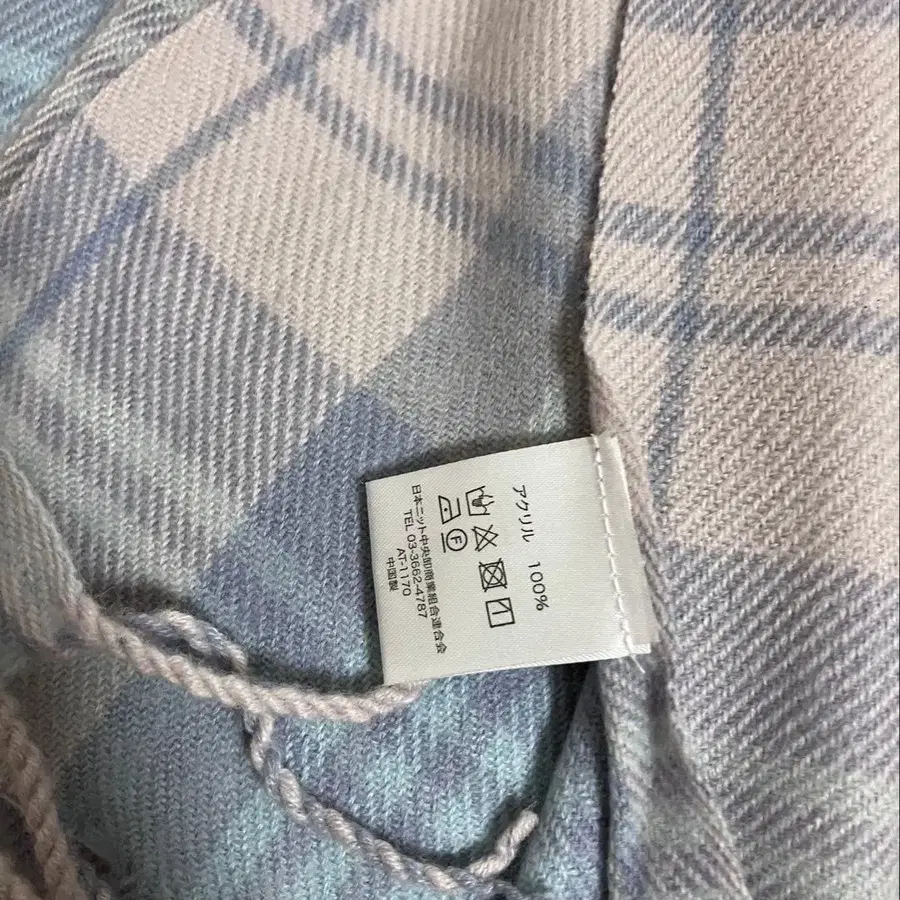 アクリル 100%
F
日本ニット中央卸商業組合連合会
TEL 03-3662-4787
AT-1170
中国製